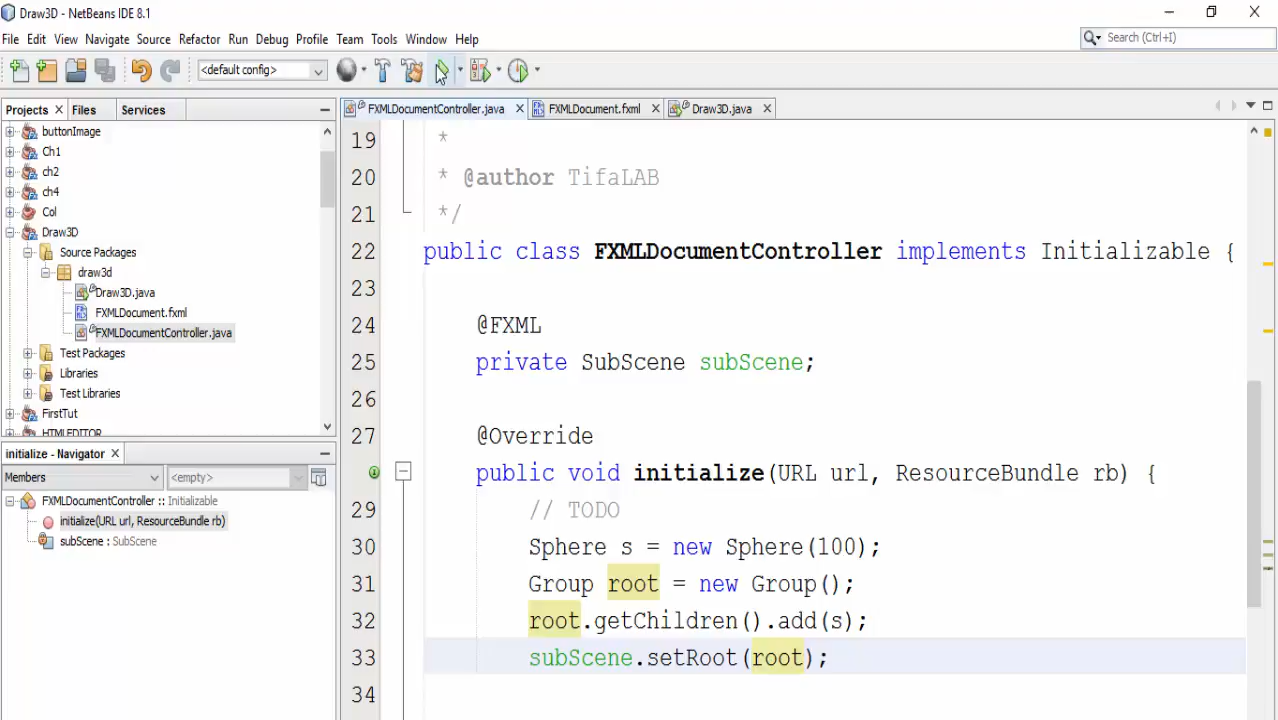 Draw3D - NetBeans IDE 8.1
File Edit View Navigate Source Refactor Run Debug Profile Team Tools Window Help
Search (Ctrl+I)
<default config>
Projects Files Services
FXMLDocumentController.java FXMLDocument.fxml Draw3D.java
buttonImage
Ch1
ch2
ch4
Col
Draw3D
Source Packages
draw3d
Draw3D.java
FXMLDocument.fxml
FXMLDocumentController.java
Test Packages
Libraries
Test Libraries
FirstTut
HTMLEDITOR
initialize - Navigator
Members <empty>
FXMLDocumentController :: Initializable
initialize(URL url, ResourceBundle rb)
subScene : SubScene
19 *
20 * @author TifaLAB
21 */
22 public class FXMLDocumentController implements Initializable {
23
24 @FXML
25 private SubScene subScene;
26
27 @Override
public void initialize(URL url, ResourceBundle rb) {
29 // TODO
30 Sphere s = new Sphere(100);
31 Group root = new Group();
32 root.getChildren().add(s);
33 subScene.setRoot(root);
34